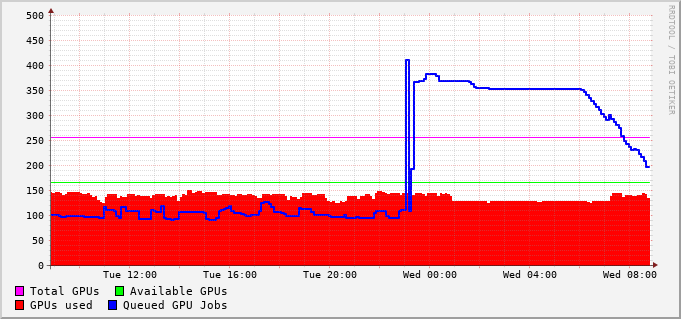 500
450
400
350
300
250
200
150
100
50
0
Tue 12:00 Tue 16:00 Tue 20:00 Wed 00:00 Wed 04:00 Wed 08:00
Total GPUs Available GPUs
GPUs used Queued GPU Jobs
RRDTOOL / TOBI OETIKER